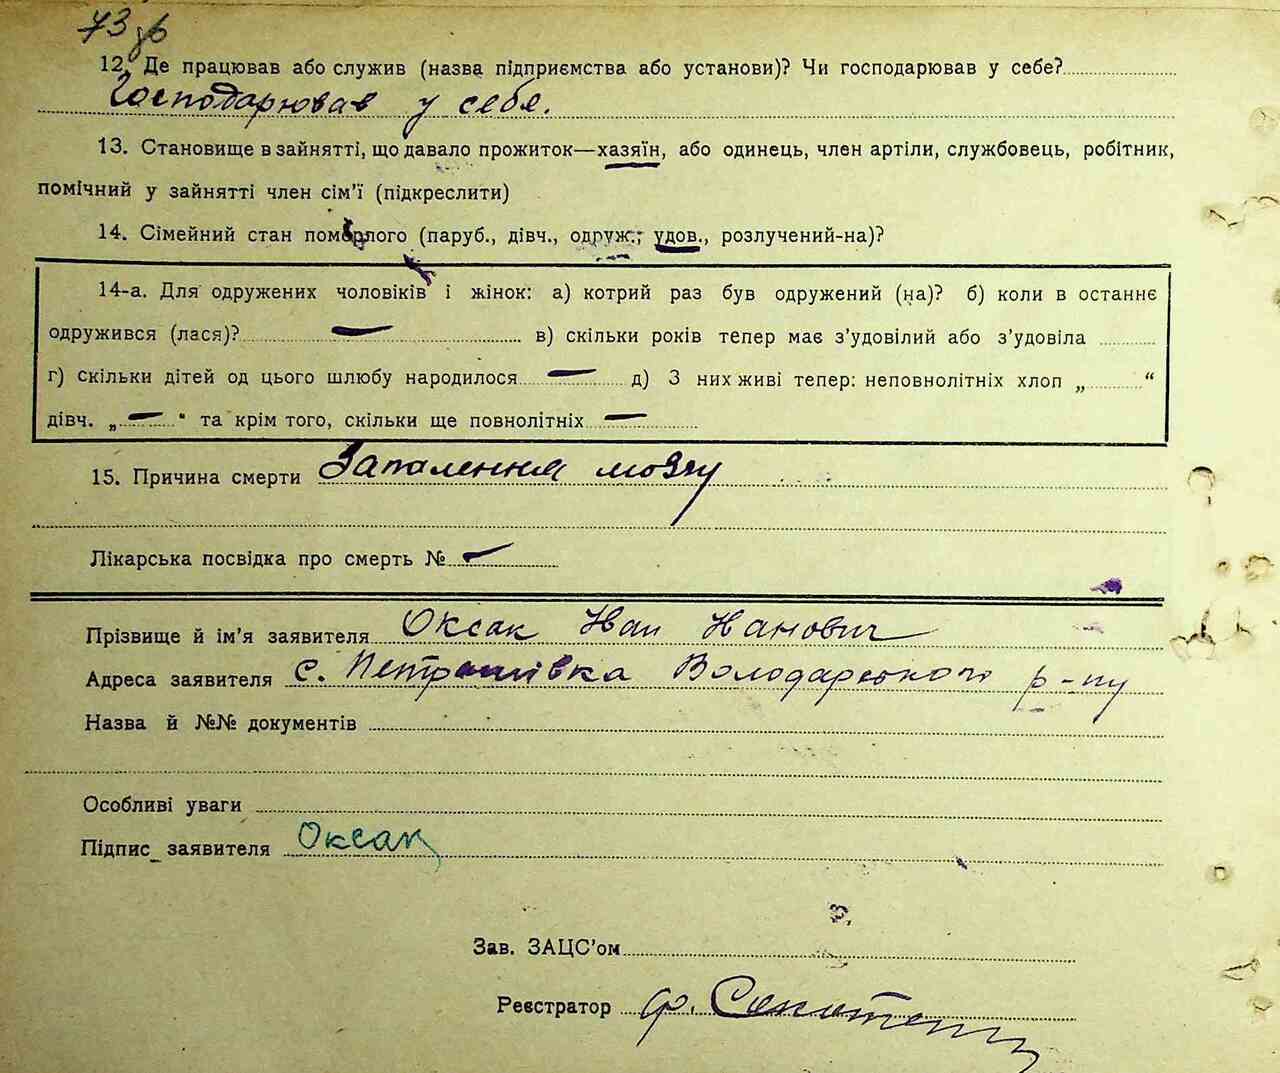 73 зв
12. Де працював або служив (назва підприємства або установи)? Чи господарював у себе?
Господарював у себе.
13. Становище в зайнятті, що давало прожиток—хазяїн, або одинець, член артіли, службовець, робітник,
помічний у зайнятті член сім'ї (підкреслити)
14. Сімейний стан померлого (паруб., дівч., одруж., удов., розлучений-на)?
14-а. Для одружених чоловіків і жінок: а) котрий раз був одружений (на)? б) коли в останнє
одружився (лася)? — в) скільки років тепер має з'удовілий або з'удовіла
г) скільки дітей од цього шлюбу народилося — д) З них живі тепер: неповнолітніх хлоп „ “
дівч. „ — “ та крім того, скільки ще повнолітніх —
15. Причина смерти Запалення мозгу
Лікарська посвідка про смерть № —
Прізвище й ім'я заявителя Оксак Иван Иванович
Адреса заявителя с. Петрашівка Володарського р-ну
Назва й №№ документів
Особливі уваги
Підпис заявителя Оксак
Зав. ЗАЦС'ом
Реєстратор